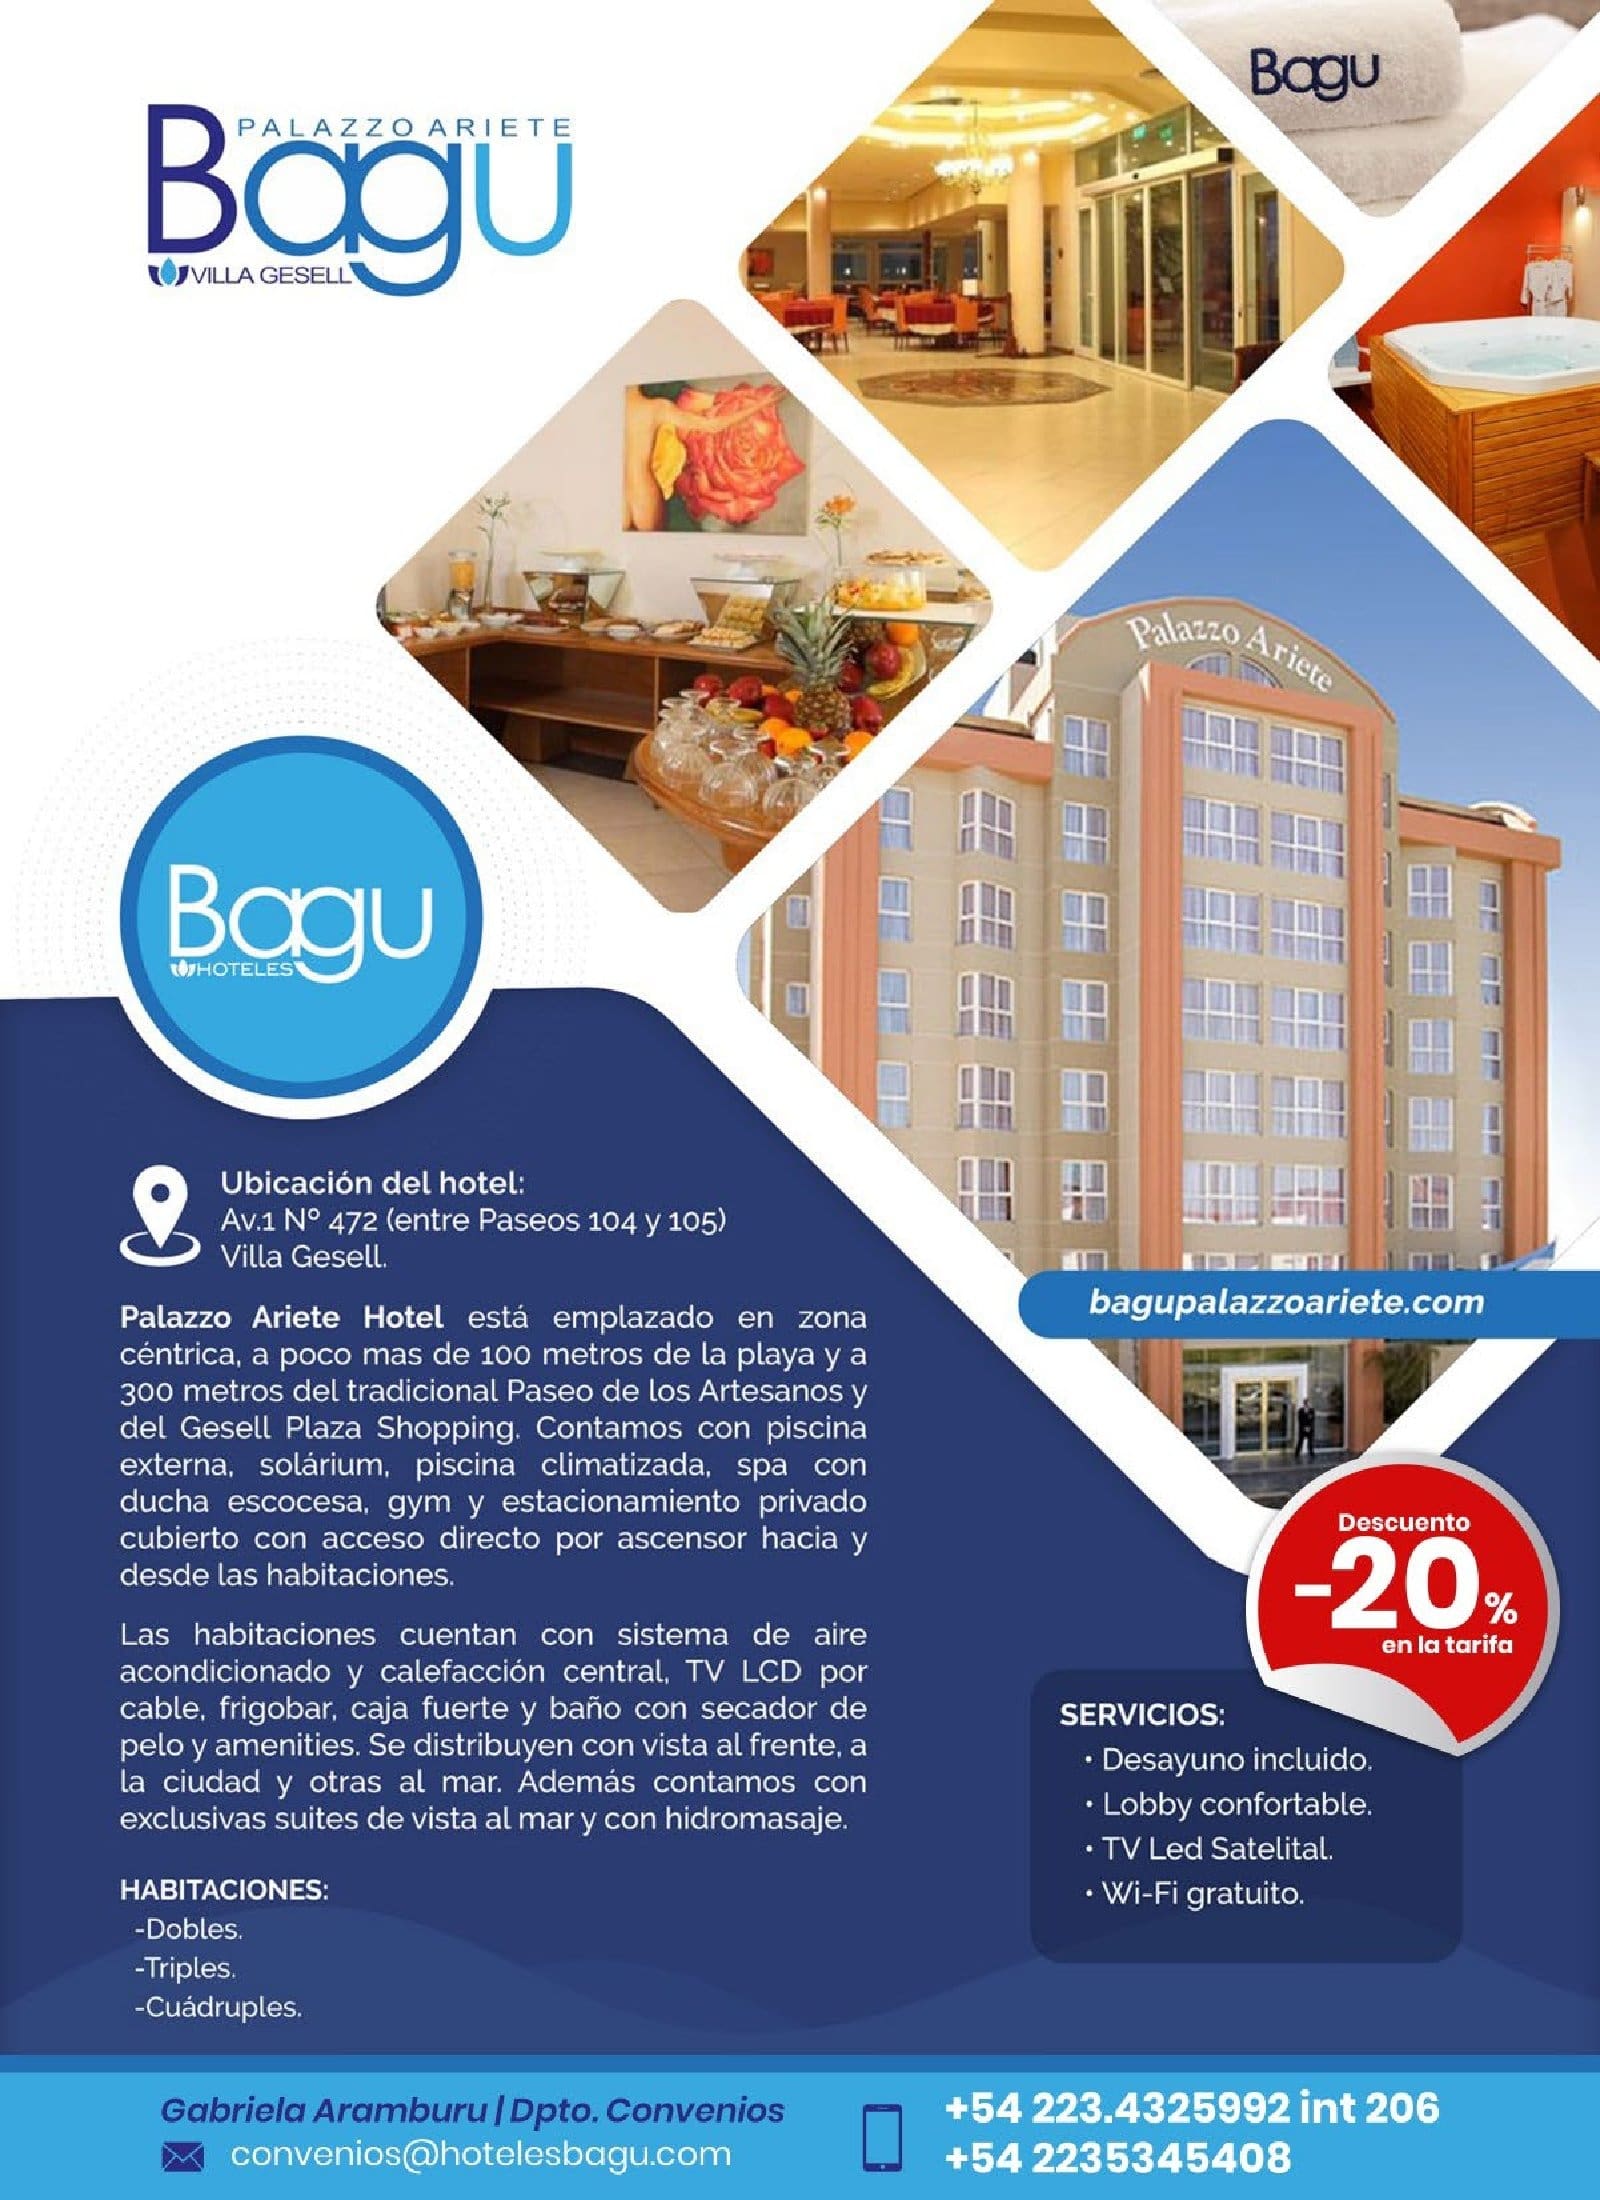 PALAZZO ARIETE
Bagu
VILLA GESELL
Bagu
Palazzo Ariete
Bagu
HOTELES
Ubicación del hotel:
Av.1 Nº 472 (entre Paseos 104 y 105)
Villa Gesell.
Palazzo Ariete Hotel está emplazado en zona
céntrica, a poco mas de 100 metros de la playa y a
300 metros del tradicional Paseo de los Artesanos y
del Gesell Plaza Shopping. Contamos con piscina
externa, solárium, piscina climatizada, spa con
ducha escocesa, gym y estacionamiento privado
cubierto con acceso directo por ascensor hacia y
desde las habitaciones.
Las habitaciones cuentan con sistema de aire
acondicionado y calefacción central, TV LCD por
cable, frigobar, caja fuerte y baño con secador de
pelo y amenities. Se distribuyen con vista al frente, a
la ciudad y otras al mar. Además contamos con
exclusivas suites de vista al mar y con hidromasaje.
HABITACIONES:
-Dobles.
-Triples.
-Cuádruples.
bagupalazzoariete.com
Descuento
-20%
en la tarifa
SERVICIOS:
• Desayuno incluido.
• Lobby confortable.
• TV Led Satelital.
• Wi-Fi gratuito.
Gabriela Aramburu | Dpto. Convenios
convenios@hotelesbagu.com
+54 223.4325992 int 206
+54 2235345408